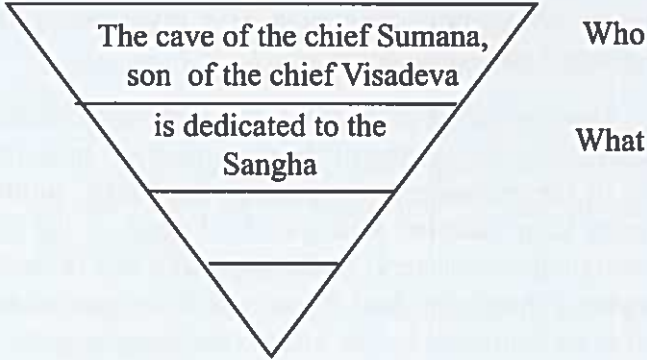 The cave of the chief Sumana,
Who
son of the chief Visadeva
is dedicated to the
What
Sangha